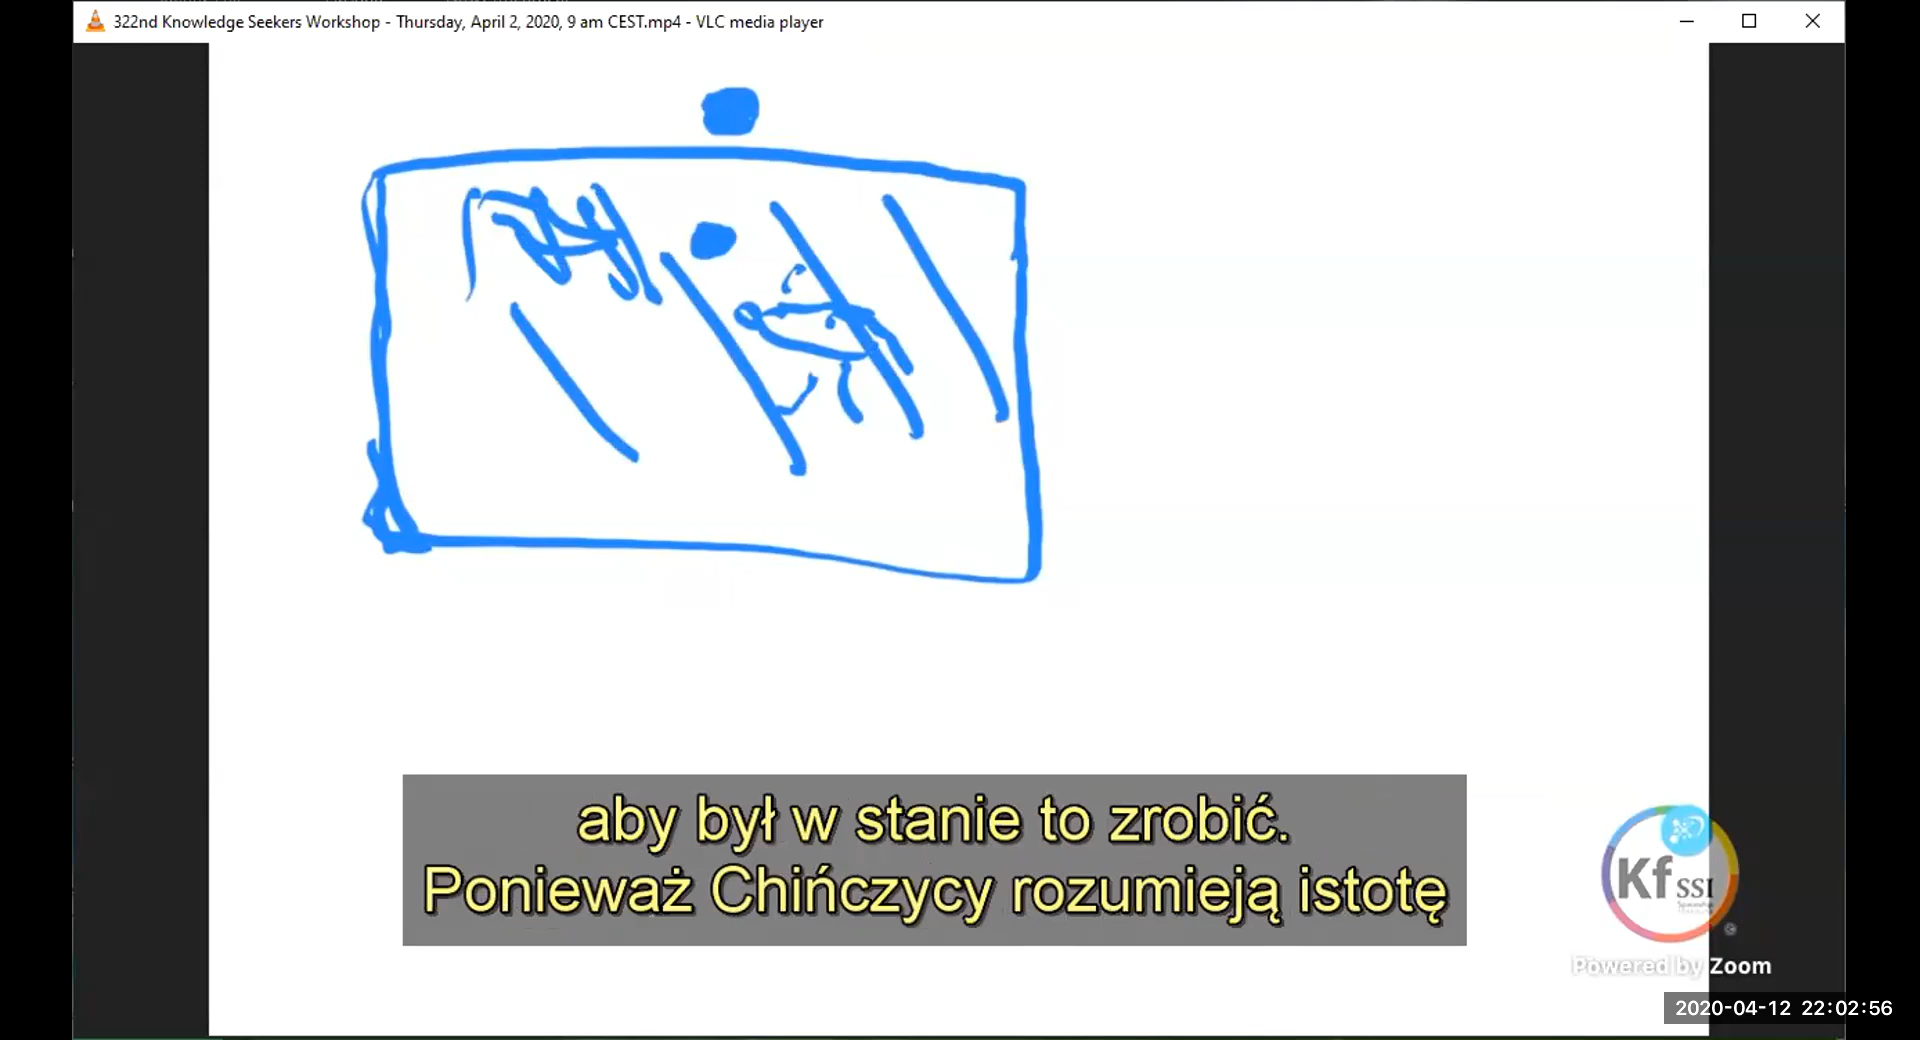 322nd Knowledge Seekers Workshop - Thursday, April 2, 2020, 9 am CEST.mp4 - VLC media player
aby był w stanie to zrobić.
Ponieważ Chińczycy rozumieją istotę
Kf SSI
Powered by Zoom
2020-04-12 22:02:56